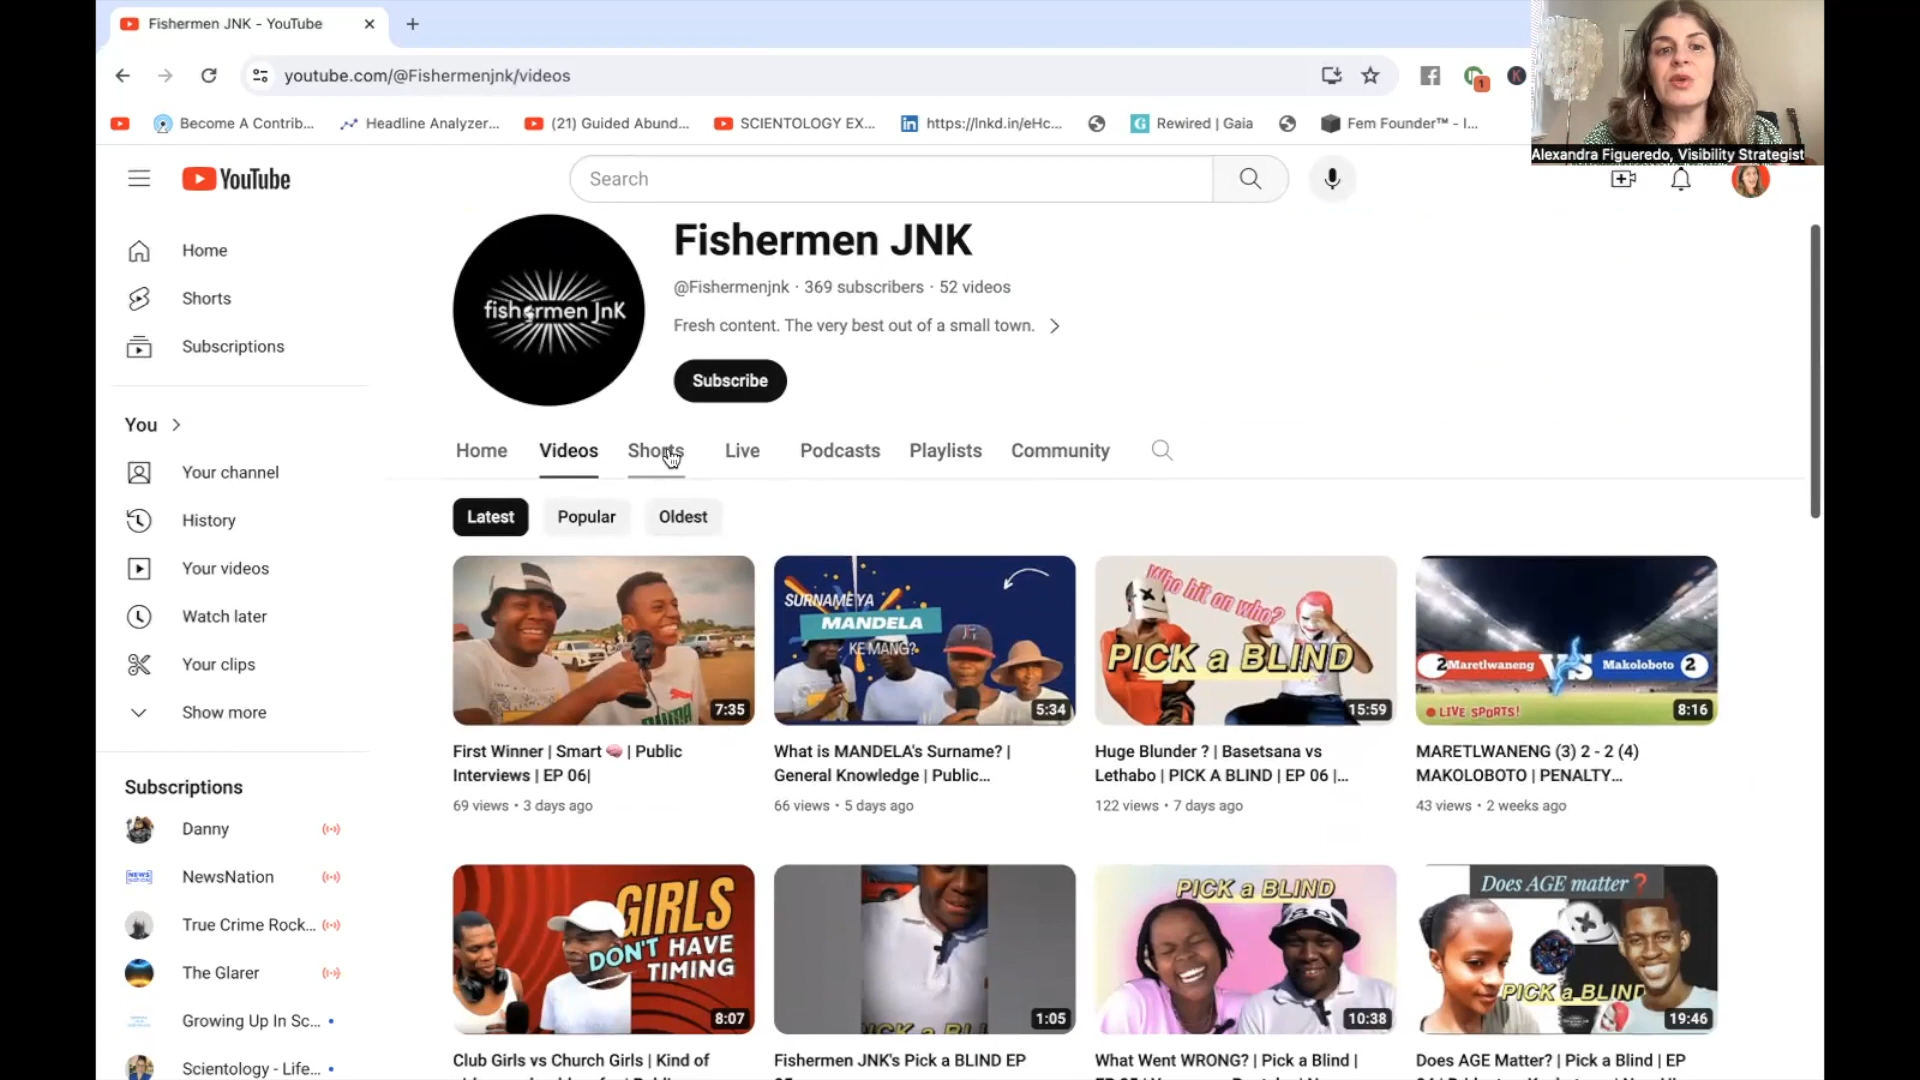 Fishermen JNK - YouTube
youtube.com/@Fishermenjnk/videos
1
K
Become A Contrib...
Headline Analyzer...
(21) Guided Abund...
SCIENTOLOGY EX...
in
https://lnkd.in/eHc...
G
Rewired | Gaia
Fem Founder™ - I...
Alexandra Figueredo, Visibility Strategist
YouTube
Search
Home
Shorts
Subscriptions
You
Your channel
History
Your videos
Watch later
Your clips
Show more
Subscriptions
Danny
NewsNation
True Crime Rock...
The Glarer
Growing Up In Sc...
Scientology - Life...
fishermen JnK
Fishermen JNK
@Fishermenjnk · 369 subscribers · 52 videos
Fresh content. The very best out of a small town.
Subscribe
Home
Videos
Shorts
Live
Podcasts
Playlists
Community
Latest
Popular
Oldest
7:35
SURNAME YA
MANDELA
KE MANG?
5:34
Who hit on who?
PICK a BLIND
15:59
2 Maretlwaneng
VS
Makoloboto 2
LIVE SPORTS!
8:16
First Winner | Smart 🧠 | Public
Interviews | EP 06|
69 views · 3 days ago
What is MANDELA's Surname? |
General Knowledge | Public...
66 views · 5 days ago
Huge Blunder ? | Basetsana vs
Lethabo | PICK A BLIND | EP 06 |...
122 views · 7 days ago
MARETLWANENG (3) 2 - 2 (4)
MAKOLOBOTO | PENALTY...
43 views · 2 weeks ago
GIRLS
DON'T HAVE
TIMING
8:07
1:05
PICK a BLIND
10:38
Does AGE matter?
PICK a BLIND
19:46
Club Girls vs Church Girls | Kind of
Fishermen JNK's Pick a BLIND EP
What Went WRONG? | Pick a Blind |
Does AGE Matter? | Pick a Blind | EP